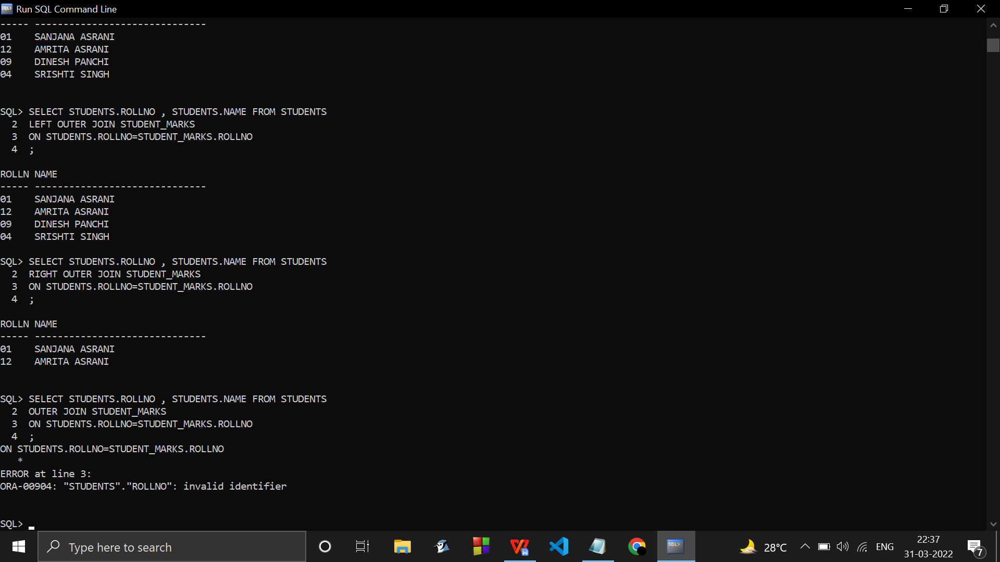 Run SQL Command Line
----- ------------------------------
01    SANJANA ASRANI
12    AMRITA ASRANI
09    DINESH PANCHI
04    SRISHTI SINGH
SQL> SELECT STUDENTS.ROLLNO , STUDENTS.NAME FROM STUDENTS
  2  LEFT OUTER JOIN STUDENT_MARKS
  3  ON STUDENTS.ROLLNO=STUDENT_MARKS.ROLLNO
  4  ;
ROLLN NAME
----- ------------------------------
01    SANJANA ASRANI
12    AMRITA ASRANI
09    DINESH PANCHI
04    SRISHTI SINGH
SQL> SELECT STUDENTS.ROLLNO , STUDENTS.NAME FROM STUDENTS
  2  RIGHT OUTER JOIN STUDENT_MARKS
  3  ON STUDENTS.ROLLNO=STUDENT_MARKS.ROLLNO
  4  ;
ROLLN NAME
----- ------------------------------
01    SANJANA ASRANI
12    AMRITA ASRANI
SQL> SELECT STUDENTS.ROLLNO , STUDENTS.NAME FROM STUDENTS
  2  OUTER JOIN STUDENT_MARKS
  3  ON STUDENTS.ROLLNO=STUDENT_MARKS.ROLLNO
  4  ;
ON STUDENTS.ROLLNO=STUDENT_MARKS.ROLLNO
   *
ERROR at line 3:
ORA-00904: "STUDENTS"."ROLLNO": invalid identifier
SQL>
Type here to search
28°C
ENG
22:37
31-03-2022
7